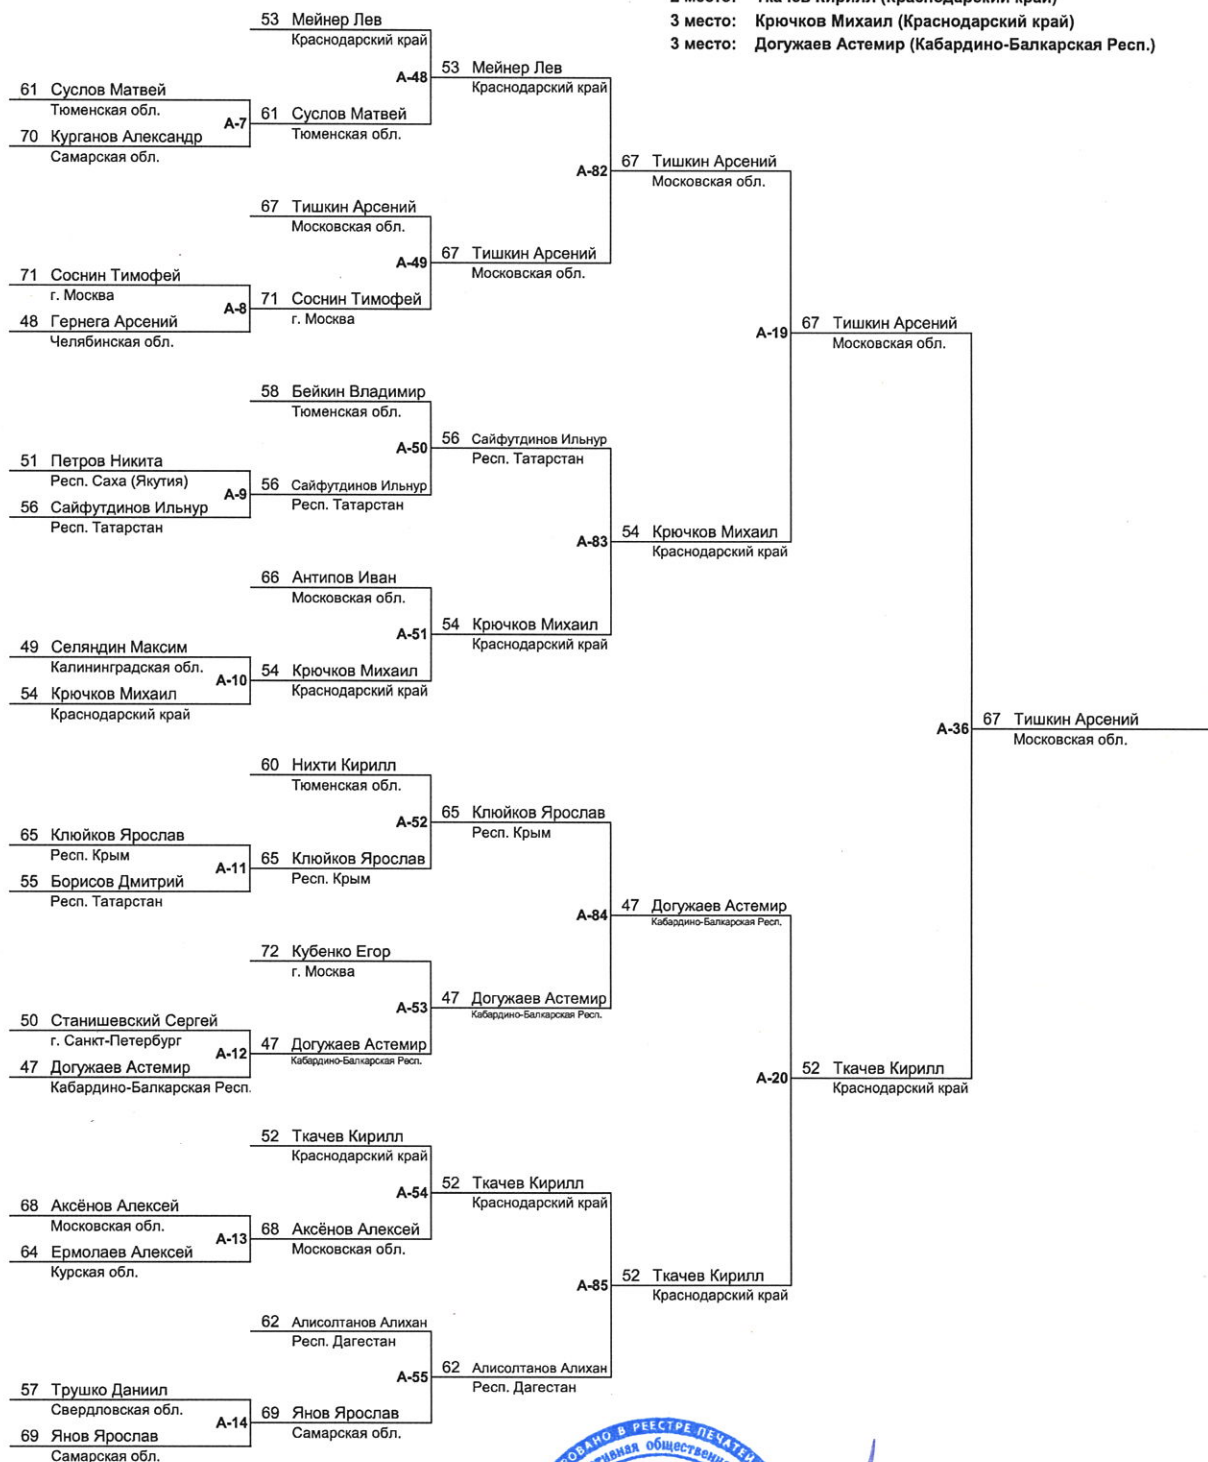 2 место: Ткачев Кирилл (Краснодарский край)
3 место: Крючков Михаил (Краснодарский край)
3 место: Догужаев Астемир (Кабардино-Балкарская Респ.)
53 Мейнер Лев
Краснодарский край
А-48
53 Мейнер Лев
Краснодарский край
61 Суслов Матвей
Тюменская обл.
А-7
61 Суслов Матвей
Тюменская обл.
70 Курганов Александр
Самарская обл.
А-82
67 Тишкин Арсений
Московская обл.
67 Тишкин Арсений
Московская обл.
А-49
67 Тишкин Арсений
Московская обл.
71 Соснин Тимофей
г. Москва
А-8
71 Соснин Тимофей
г. Москва
48 Гернега Арсений
Челябинская обл.
А-19
67 Тишкин Арсений
Московская обл.
58 Бейкин Владимир
Тюменская обл.
А-50
56 Сайфутдинов Ильнур
Респ. Татарстан
51 Петров Никита
Респ. Саха (Якутия)
А-9
56 Сайфутдинов Ильнур
Респ. Татарстан
56 Сайфутдинов Ильнур
Респ. Татарстан
А-83
54 Крючков Михаил
Краснодарский край
66 Антипов Иван
Московская обл.
А-51
54 Крючков Михаил
Краснодарский край
49 Селяндин Максим
Калининградская обл.
А-10
54 Крючков Михаил
Краснодарский край
54 Крючков Михаил
Краснодарский край
А-36
67 Тишкин Арсений
Московская обл.
60 Нихти Кирилл
Тюменская обл.
А-52
65 Клюйков Ярослав
Респ. Крым
65 Клюйков Ярослав
Респ. Крым
А-11
65 Клюйков Ярослав
Респ. Крым
55 Борисов Дмитрий
Респ. Татарстан
А-84
47 Догужаев Астемир
Кабардино-Балкарская Респ.
72 Кубенко Егор
г. Москва
А-53
47 Догужаев Астемир
Кабардино-Балкарская Респ.
50 Станишевский Сергей
г. Санкт-Петербург
А-12
47 Догужаев Астемир
Кабардино-Балкарская Респ.
47 Догужаев Астемир
Кабардино-Балкарская Респ.
А-20
52 Ткачев Кирилл
Краснодарский край
52 Ткачев Кирилл
Краснодарский край
А-54
52 Ткачев Кирилл
Краснодарский край
68 Аксёнов Алексей
Московская обл.
А-13
68 Аксёнов Алексей
Московская обл.
64 Ермолаев Алексей
Курская обл.
А-85
52 Ткачев Кирилл
Краснодарский край
62 Алисолтанов Алихан
Респ. Дагестан
А-55
62 Алисолтанов Алихан
Респ. Дагестан
57 Трушко Даниил
Свердловская обл.
А-14
69 Янов Ярослав
Самарская обл.
69 Янов Ярослав
Самарская обл.
В РЕЕСТРЕ